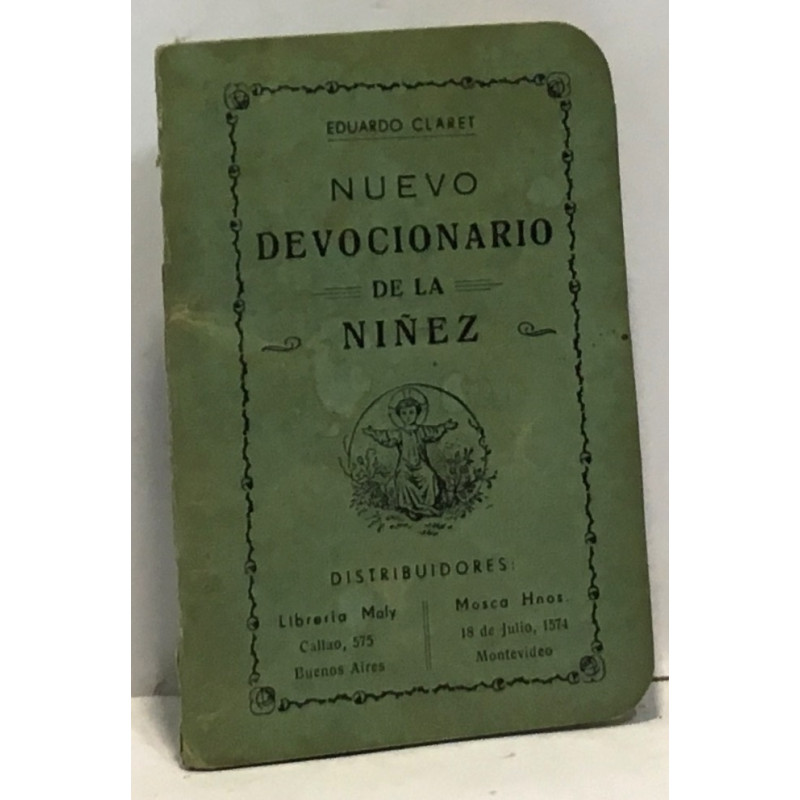 EDUARDO CLARET
NUEVO
DEVOCIONARIO
DE LA
NIÑEZ
DISTRIBUIDORES:
Librería Maly
Callao, 575
Buenos Aires
Mosca Hnos.
18 de Julio, 1574
Montevideo